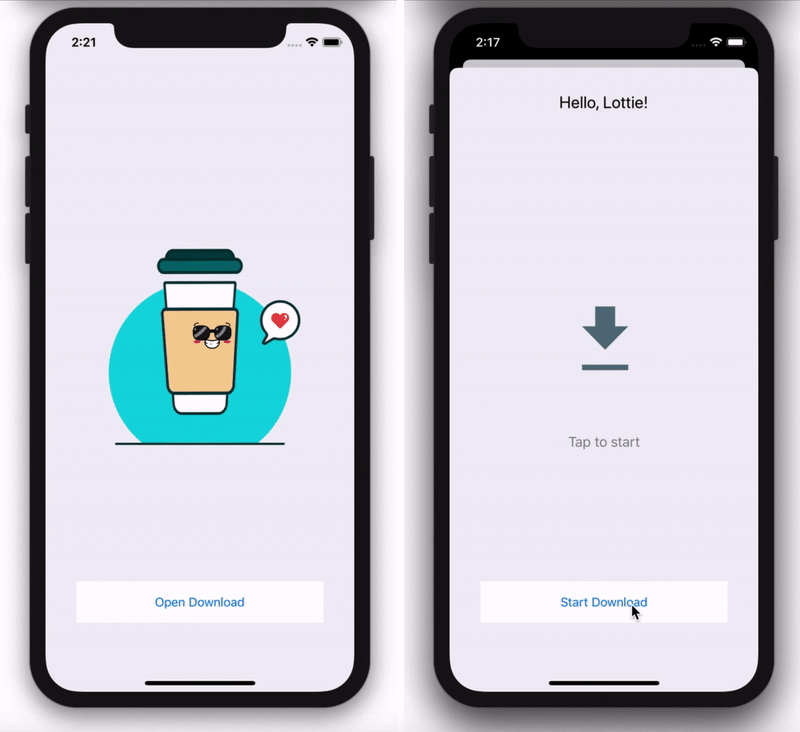 2:21
Open Download
2:17
Hello, Lottie!
Tap to start
Start Download